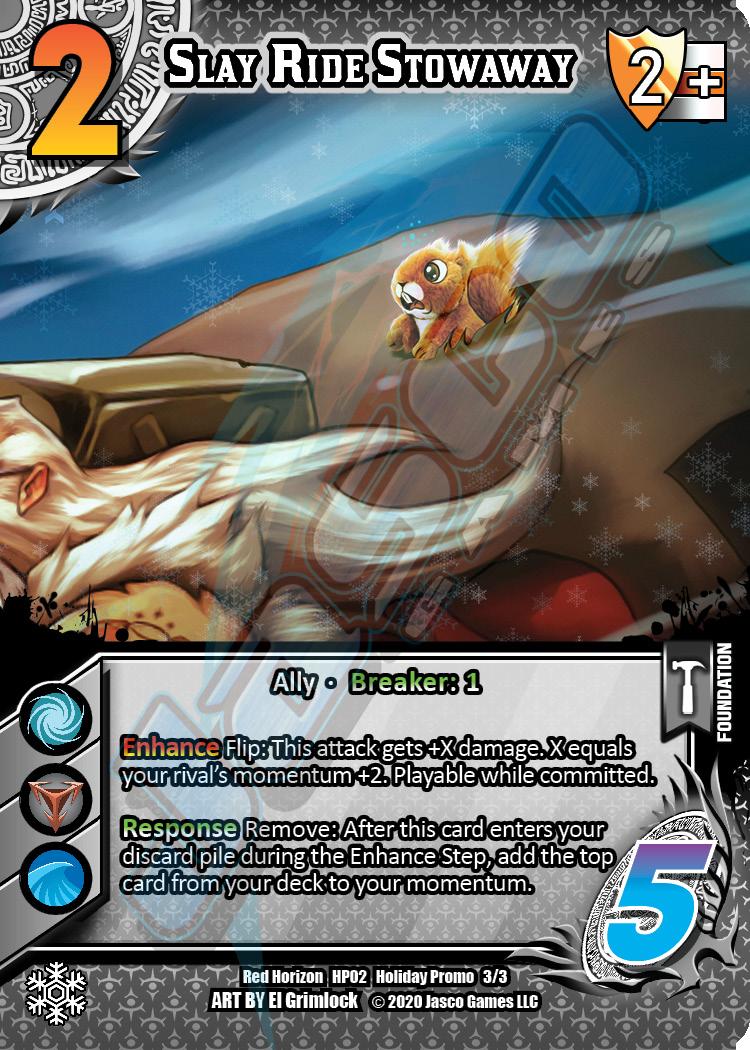 2
SLAY RIDE STOWAWAY
2 +
JASCO
GAMES
Ally • Breaker: 1
FOUNDATION
Enhance Flip: This attack gets +X damage. X equals
your rival's momentum +2. Playable while committed.
Response Remove: After this card enters your
discard pile during the Enhance Step, add the top
card from your deck to your momentum.
5
Red Horizon HP02 Holiday Promo 3/3
ART BY El Grimlock © 2020 Jasco Games LLC